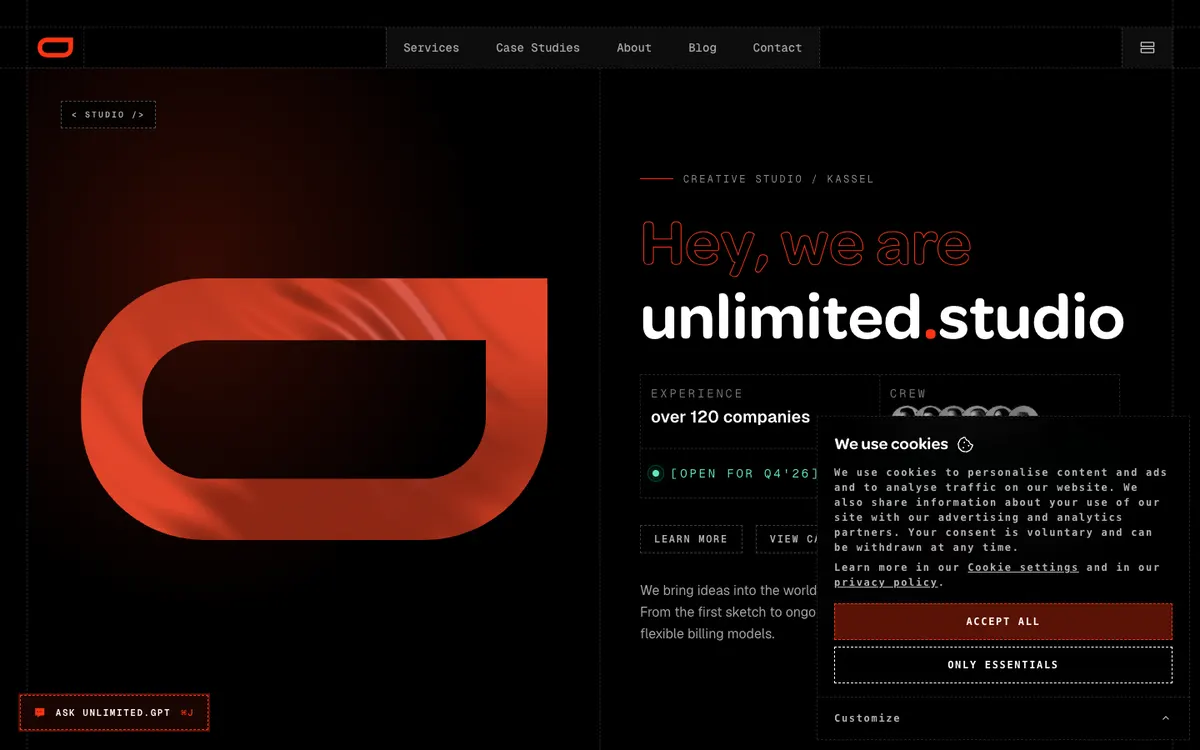 Services
Case Studies
About
Blog
Contact
< STUDIO />
CREATIVE STUDIO / KASSEL
Hey, we are
unlimited.studio
EXPERIENCE
over 120 companies
CREW
[OPEN FOR Q4'26]
LEARN MORE
VIEW
We bring ideas into the world
From the first sketch to ongo
flexible billing models.
We use cookies
We use cookies to personalise content and ads
and to analyse traffic on our website. We
also share information about your use of our
site with our advertising and analytics
partners. Your consent is voluntary and can
be withdrawn at any time.
Learn more in our Cookie settings and in our
privacy policy.
ACCEPT ALL
ONLY ESSENTIALS
Customize
ASK UNLIMITED.GPT ⌘J